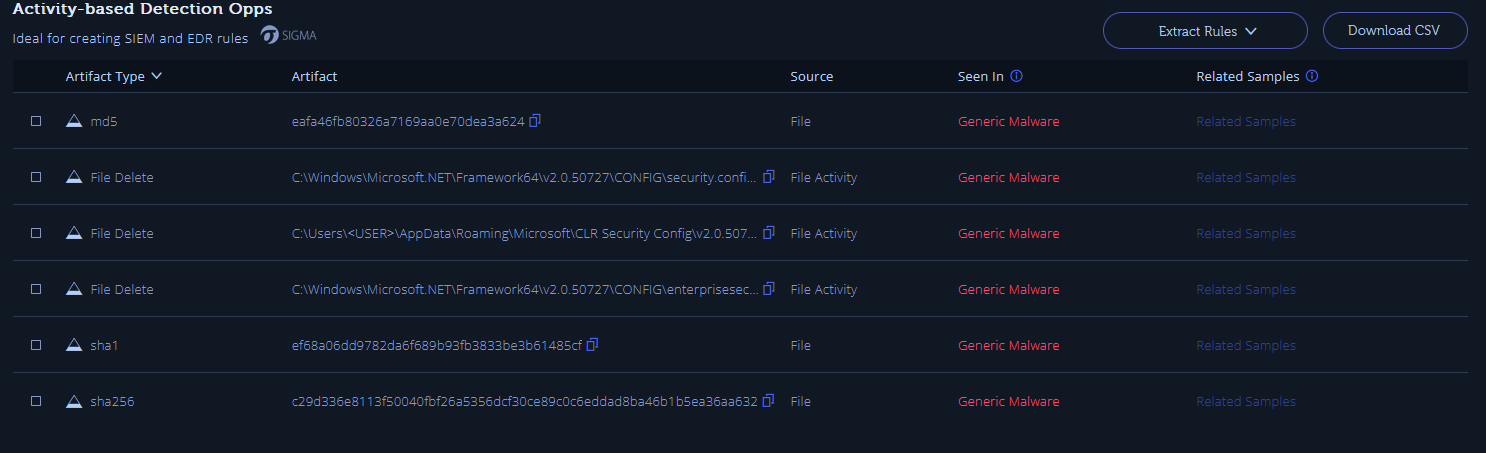 Activity-based Detection Opps
Ideal for creating SIEM and EDR rules SIGMA
Extract Rules Download CSV
Artifact Type Artifact Source Seen In Related Samples
md5 eafa46fb80326a7169aa0e70dea3a624 File Generic Malware Related Samples
File Delete C:\Windows\Microsoft.NET\Framework64\v2.0.50727\CONFIG\security.confi... File Activity Generic Malware Related Samples
File Delete C:\Users\<USER>\AppData\Roaming\Microsoft\CLR Security Config\v2.0.507... File Activity Generic Malware Related Samples
File Delete C:\Windows\Microsoft.NET\Framework64\v2.0.50727\CONFIG\enterprisesec... File Activity Generic Malware Related Samples
sha1 ef68a06dd9782da6f689b93fb3833be3b61485cf File Generic Malware Related Samples
sha256 c29d336e8113f50040fbf26a5356dcf30ce89c0c6eddad8ba46b1b5ea36aa632 File Generic Malware Related Samples